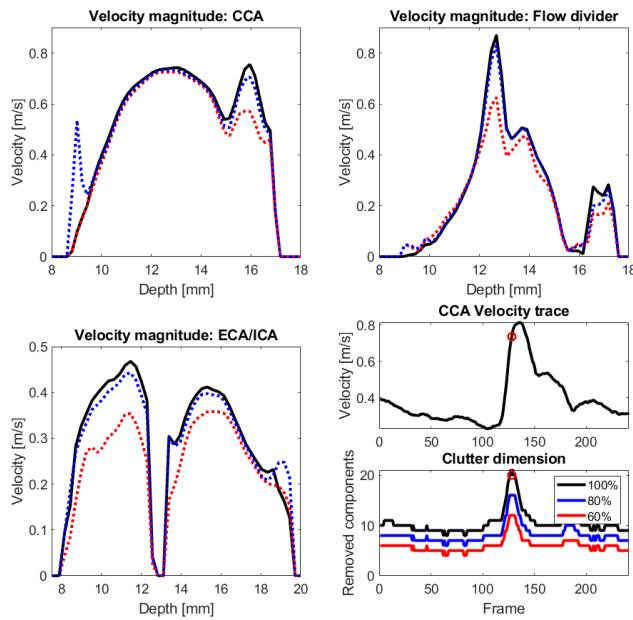 Velocity magnitude: CCA
Velocity [m/s]
0.8
0.6
0.4
0.2
0
8 10 12 14 16 18
Depth [mm]
Velocity magnitude: Flow divider
Velocity [m/s]
0.8
0.6
0.4
0.2
0
8 10 12 14 16 18
Depth [mm]
Velocity magnitude: ECA/ICA
Velocity [m/s]
0.5
0.4
0.3
0.2
0.1
0
8 10 12 14 16 18 20
Depth [mm]
CCA Velocity trace
Velocity [m/s]
0.8
0.6
0.4
0 50 100 150 200
Clutter dimension
Removed components
20
10
0
100%
80%
60%
0 50 100 150 200
Frame